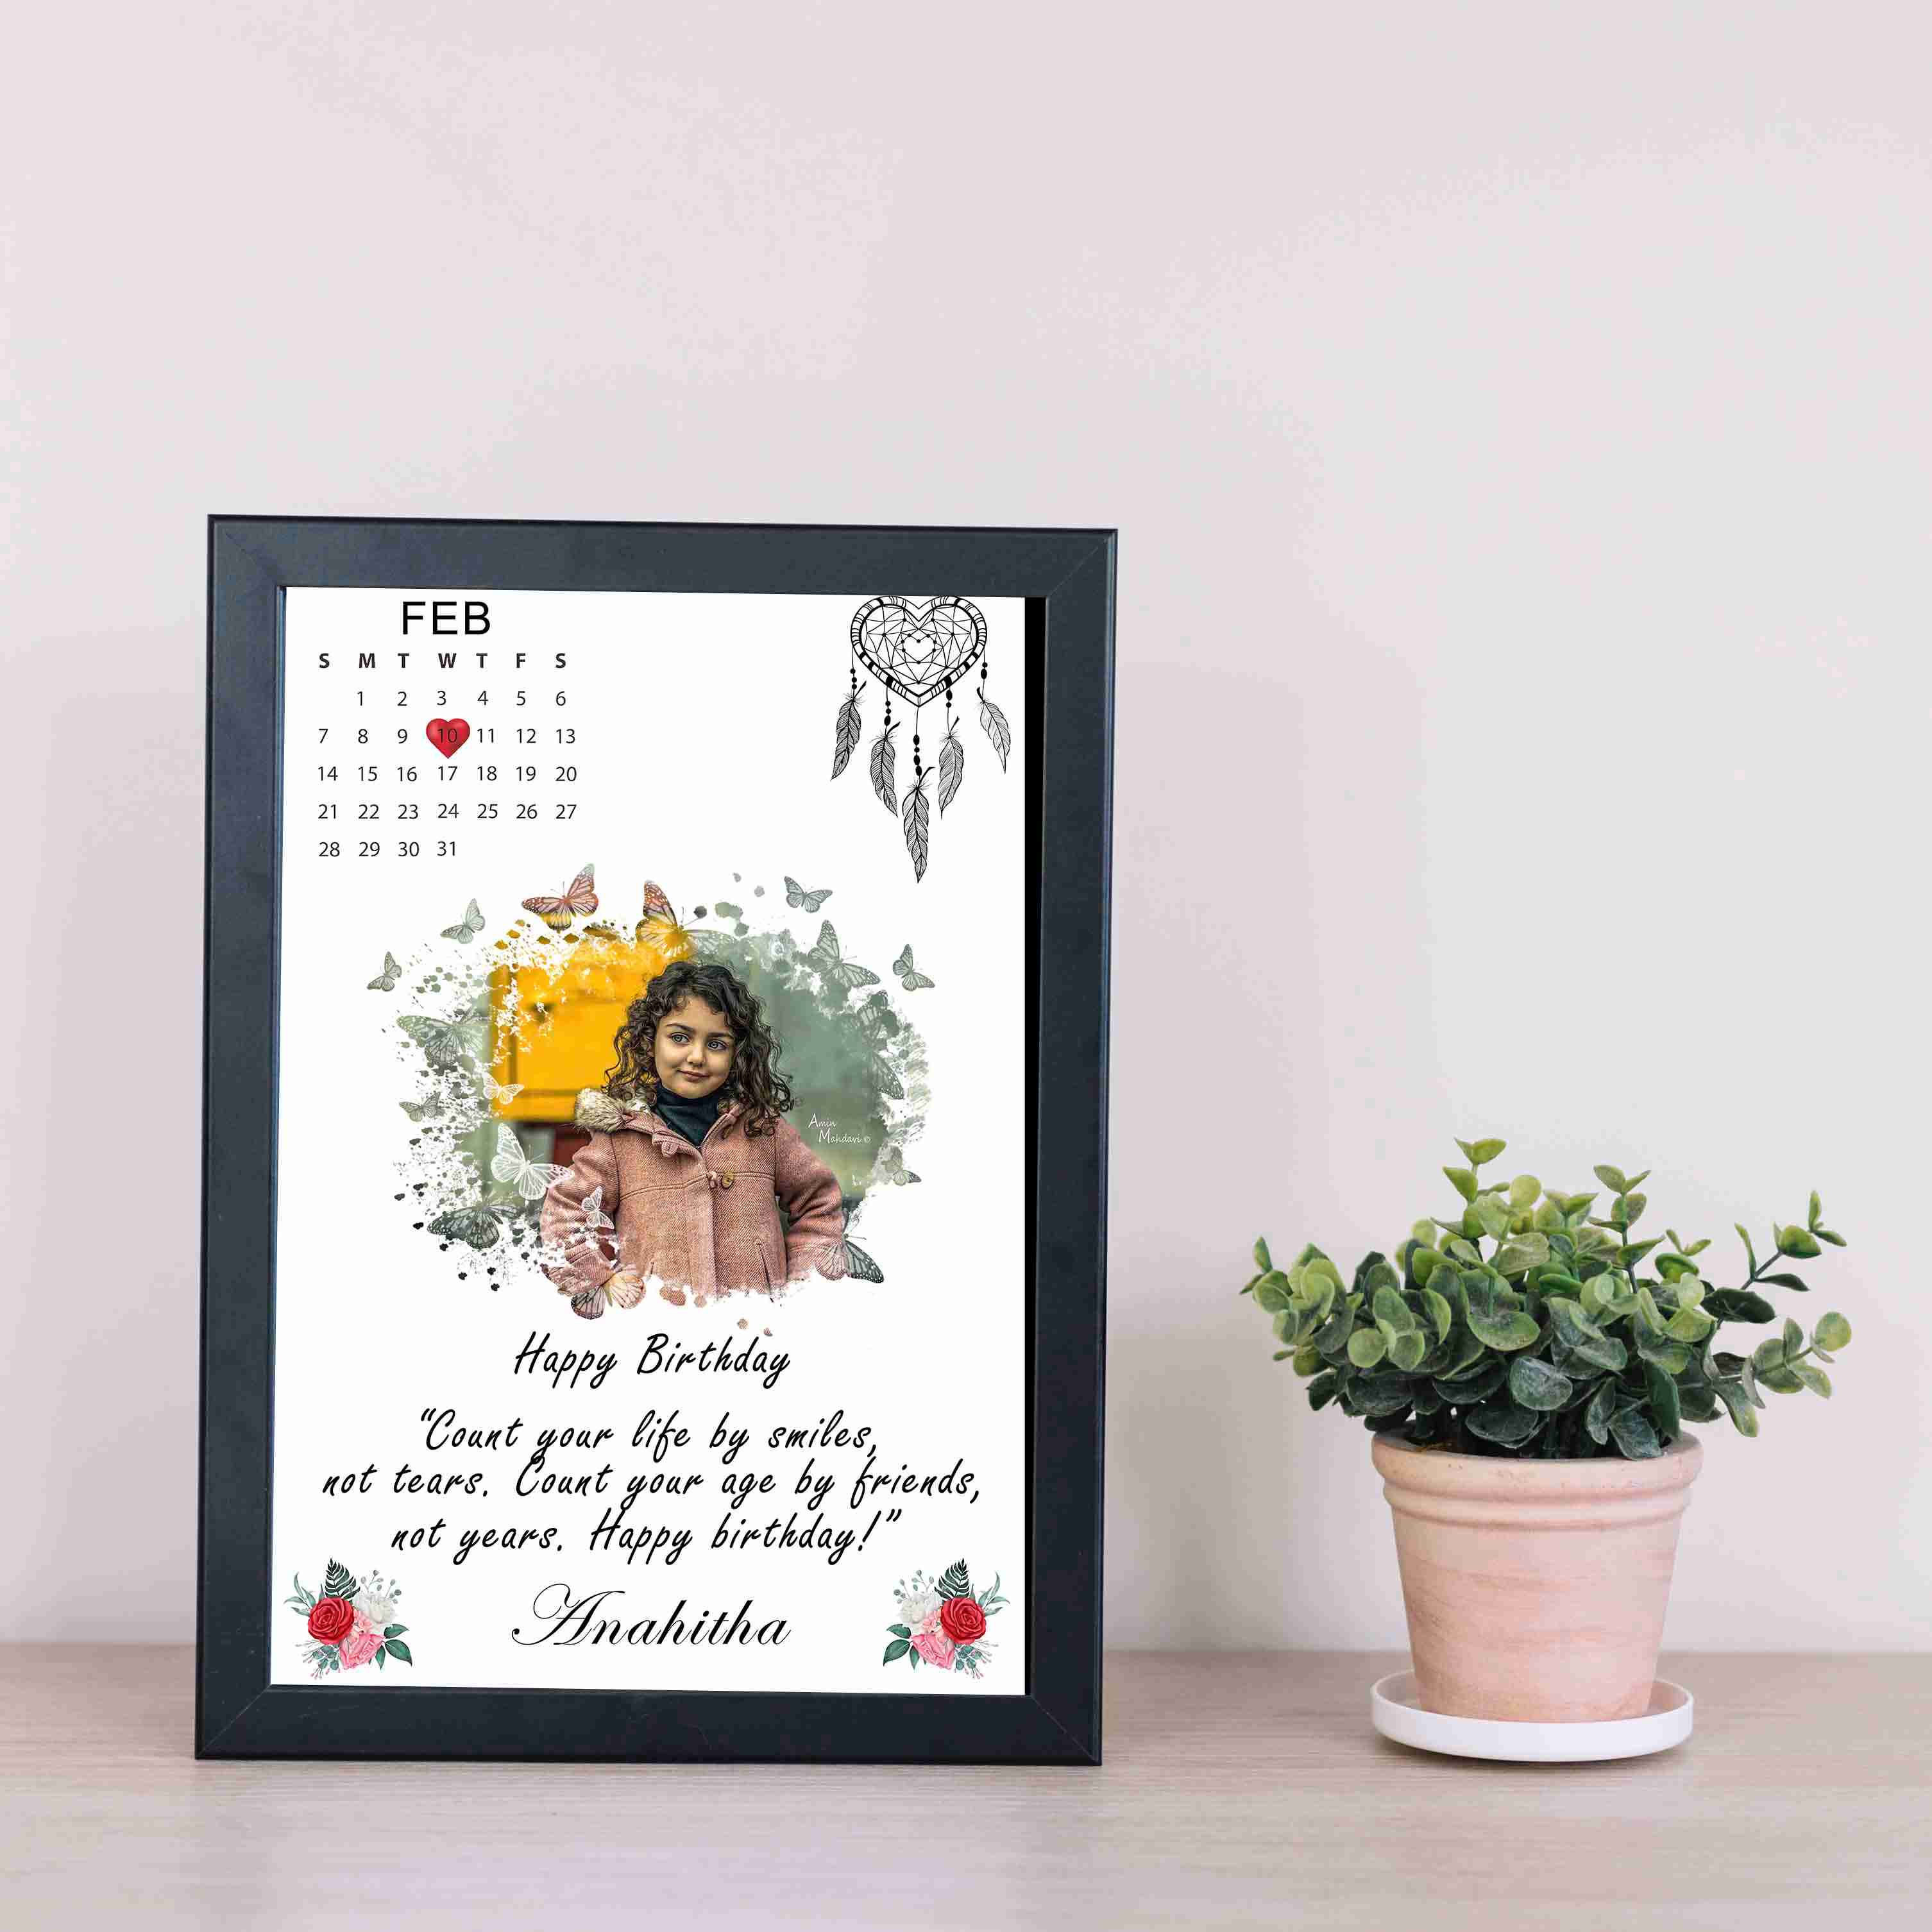 FEB
S M T W T F S
1 2 3 4 5 6
7 8 9 10 11 12 13
14 15 16 17 18 19 20
21 22 23 24 25 26 27
28 29 30 31
Amin
Mahdavi ©
Happy Birthday
“Count your life by smiles,
not tears. Count your age by friends,
not years. Happy birthday!”
Anahitha